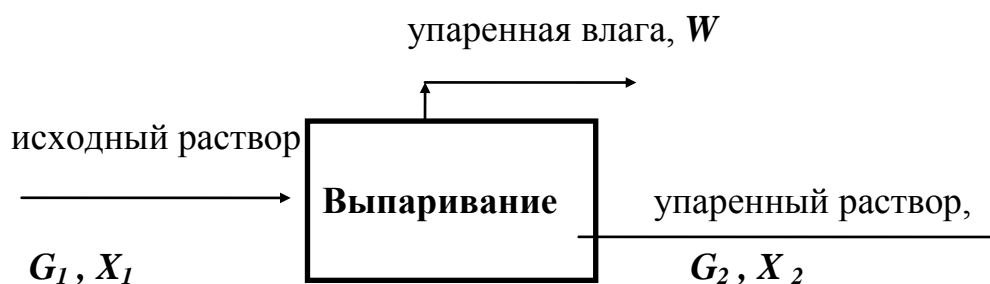 упаренная влага, W
исходный раствор
Выпаривание
упаренный раствор,
G1 , X1
G2 , X 2